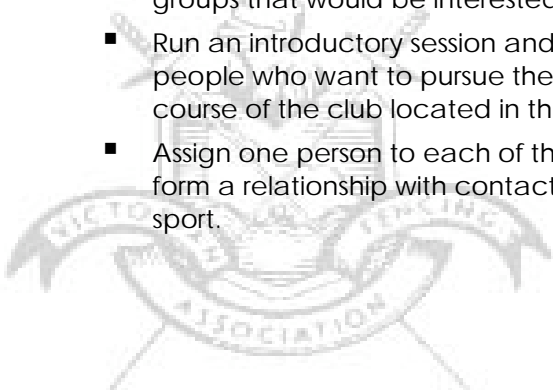 groups that would be interested
Run an introductory session and
people who want to pursue the
course of the club located in th
Assign one person to each of th
form a relationship with contact
sport.
VICTORIAN FENCING
ASSOCIATION